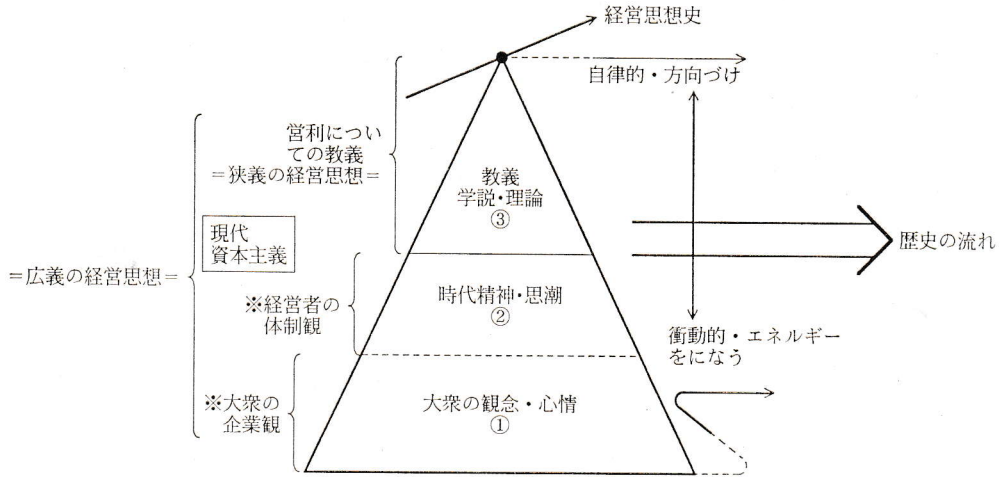 経営思想史
自律的・方向づけ
営利につい
ての教義
＝狭義の経営思想＝
教義
学説・理論
③
現代
資本主義
＝広義の経営思想＝
歴史の流れ
※経営者の
体制観
時代精神・思潮
②
衝動的・エネルギー
をになう
※大衆の
企業観
大衆の観念・心情
①